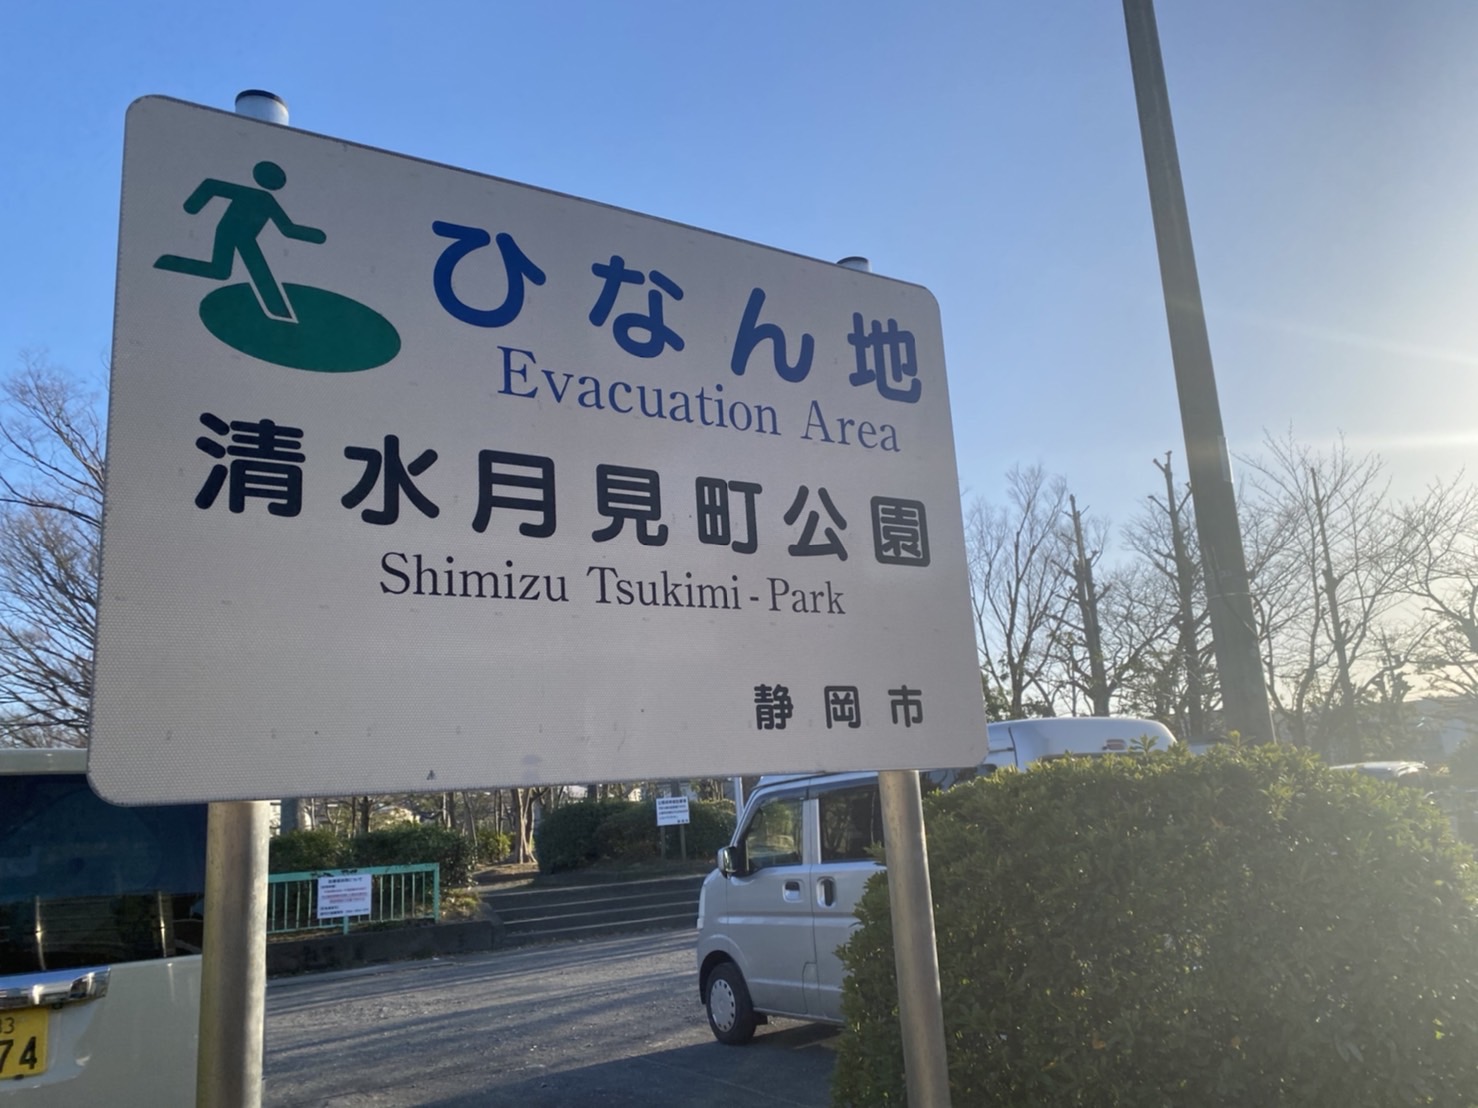 ひなん地
Evacuation Area
清水月見町公園
Shimizu Tsukimi-Park
静岡市
74